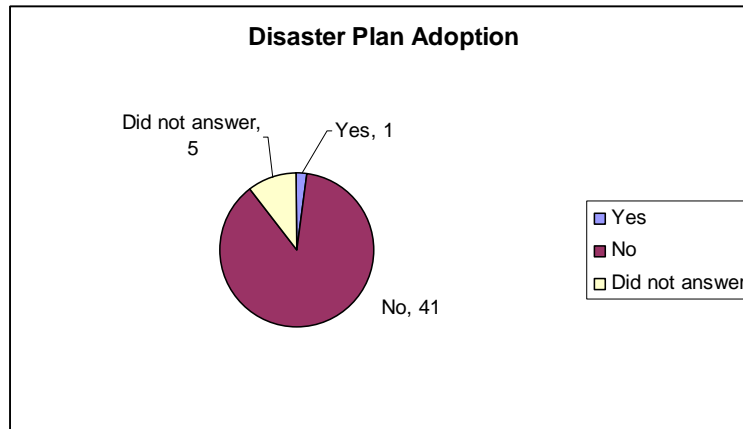 Disaster Plan Adoption
Did not answer,
5
Yes, 1
No, 41
Yes
No
Did not answer